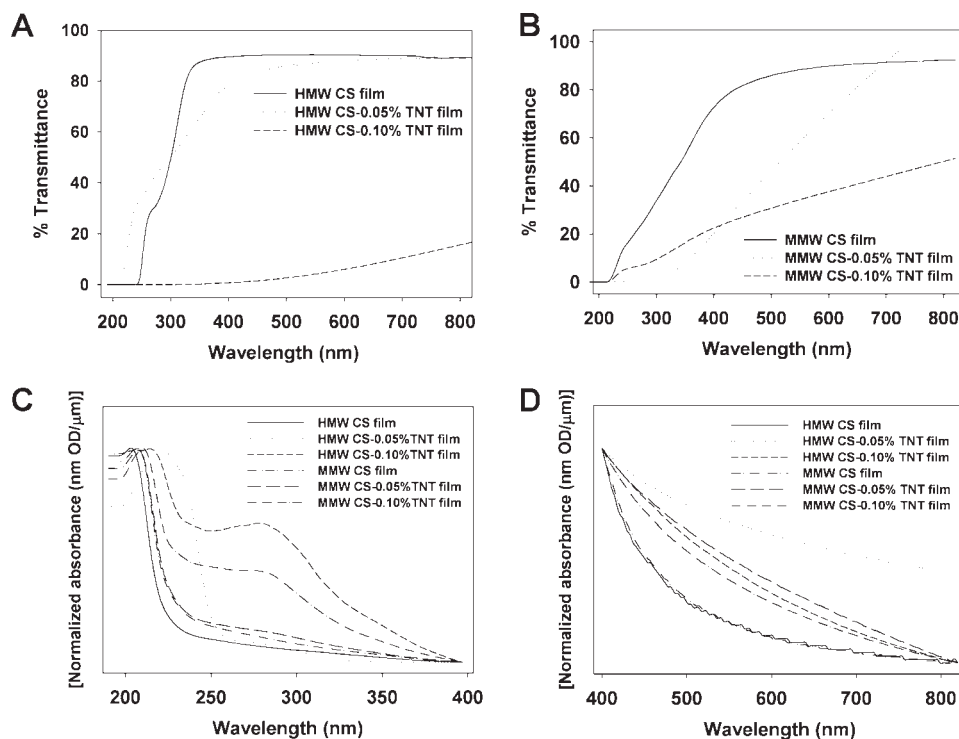 A
% Transmittance
100
80
60
40
20
0
HMW CS film
HMW CS-0.05% TNT film
HMW CS-0.10% TNT film
200 300 400 500 600 700 800
Wavelength (nm)
B
% Transmittance
100
80
60
40
20
0
MMW CS film
MMW CS-0.05% TNT film
MMW CS-0.10% TNT film
200 300 400 500 600 700 800
Wavelength (nm)
C
[Normalized absorbance (nm OD/μm)]
HMW CS film
HMW CS-0.05%TNT film
HMW CS-0.10%TNT film
MMW CS film
MMW CS-0.05%TNT film
MMW CS-0.10%TNT film
200 250 300 350 400
Wavelength (nm)
D
[Normalized absorbance (nm OD/μm)]
HMW CS film
HMW CS-0.05% TNT film
HMW CS-0.10% TNT film
MMW CS film
MMW CS-0.05% TNT film
MMW CS-0.10% TNT film
400 500 600 700 800
Wavelength (nm)